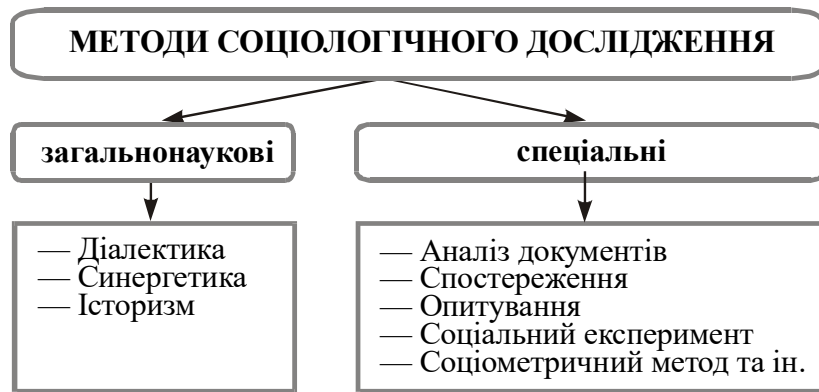 МЕТОДИ СОЦІОЛОГІЧНОГО ДОСЛІДЖЕННЯ
загальнонаукові
спеціальні
— Діалектика
— Синергетика
— Історизм
— Аналіз документів
— Спостереження
— Опитування
— Соціальний експеримент
— Соціометричний метод та ін.